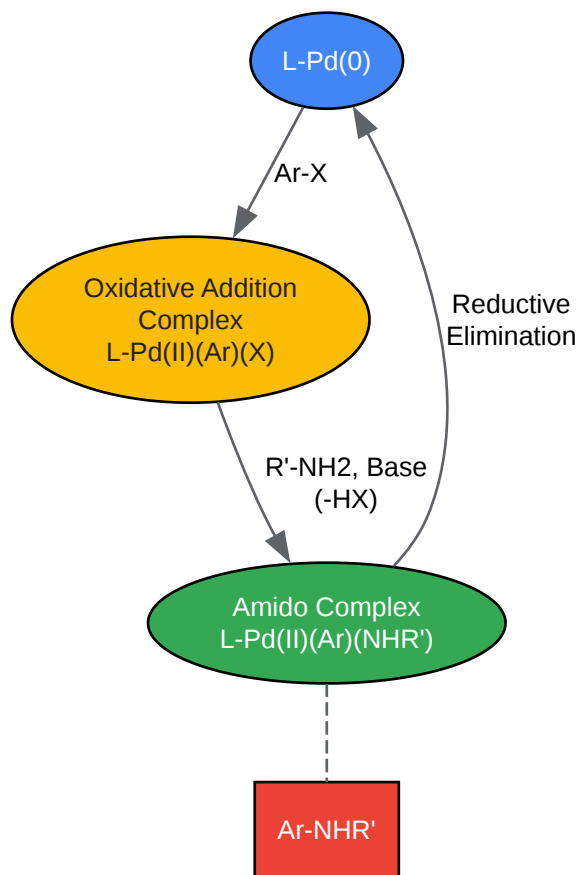 L-Pd(0)
Ar-X
Oxidative Addition
Complex
L-Pd(II)(Ar)(X)
Reductive
Elimination
R'-NH2, Base
(-HX)
Amido Complex
L-Pd(II)(Ar)(NHR')
Ar-NHR'